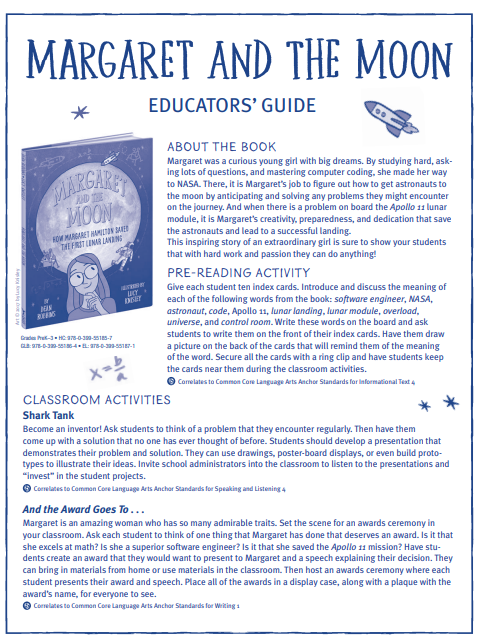 MARGARET AND THE MOON
EDUCATORS' GUIDE
MARGARET
AND THE
MOON
HOW MARGARET HAMILTON SAVED
THE FIRST LUNAR LANDING
BY
DEAN
ROBBINS
ILLUSTRATED BY
LUCY
KNISLEY
Grades PreK–3 • HC: 978-0-399-55185-7
GLB: 978-0-399-55186-4 • EL: 978-0-399-55187-1
ABOUT THE BOOK
Margaret was a curious young girl with big dreams. By studying hard, ask-
ing lots of questions, and mastering computer coding, she made her way
to NASA. There, it is Margaret's job to figure out how to get astronauts to
the moon by anticipating and solving any problems they might encounter
on the journey. And when there is a problem on board the Apollo 11 lunar
module, it is Margaret's creativity, preparedness, and dedication that save
the astronauts and lead to a successful landing.
This inspiring story of an extraordinary girl is sure to show your students
that with hard work and passion they can do anything!
PRE-READING ACTIVITY
Give each student ten index cards. Introduce and discuss the meaning of
each of the following words from the book: software engineer, NASA,
astronaut, code, Apollo 11, lunar landing, lunar module, overload,
universe, and control room. Write these words on the board and ask
students to write them on the front of their index cards. Have them draw
a picture on the back of the cards that will remind them of the meaning
of the word. Secure all the cards with a ring clip and have students keep
the cards near them during the classroom activities.
Correlates to Common Core Language Arts Anchor Standards for Informational Text 4
x = b/a
CLASSROOM ACTIVITIES
Shark Tank
Become an inventor! Ask students to think of a problem that they encounter regularly. Then have them
come up with a solution that no one has ever thought of before. Students should develop a presentation that
demonstrates their problem and solution. They can use drawings, poster-board displays, or even build proto-
types to illustrate their ideas. Invite school administrators into the classroom to listen to the presentations and
"invest" in the student projects.
Correlates to Common Core Language Arts Anchor Standards for Speaking and Listening 4
And the Award Goes To . . .
Margaret is an amazing woman who has so many admirable traits. Set the scene for an awards ceremony in
your classroom. Ask each student to think of one thing that Margaret has done that deserves an award. Is it that
she excels at math? Is she a superior software engineer? Is it that she saved the Apollo 11 mission? Have stu-
dents create an award that they would want to present to Margaret and a speech explaining their decision. They
can bring in materials from home or use materials in the classroom. Then host an awards ceremony where each
student presents their award and speech. Place all of the awards in a display case, along with a plaque with the
award's name, for everyone to see.
Correlates to Common Core Language Arts Anchor Standards for Writing 1